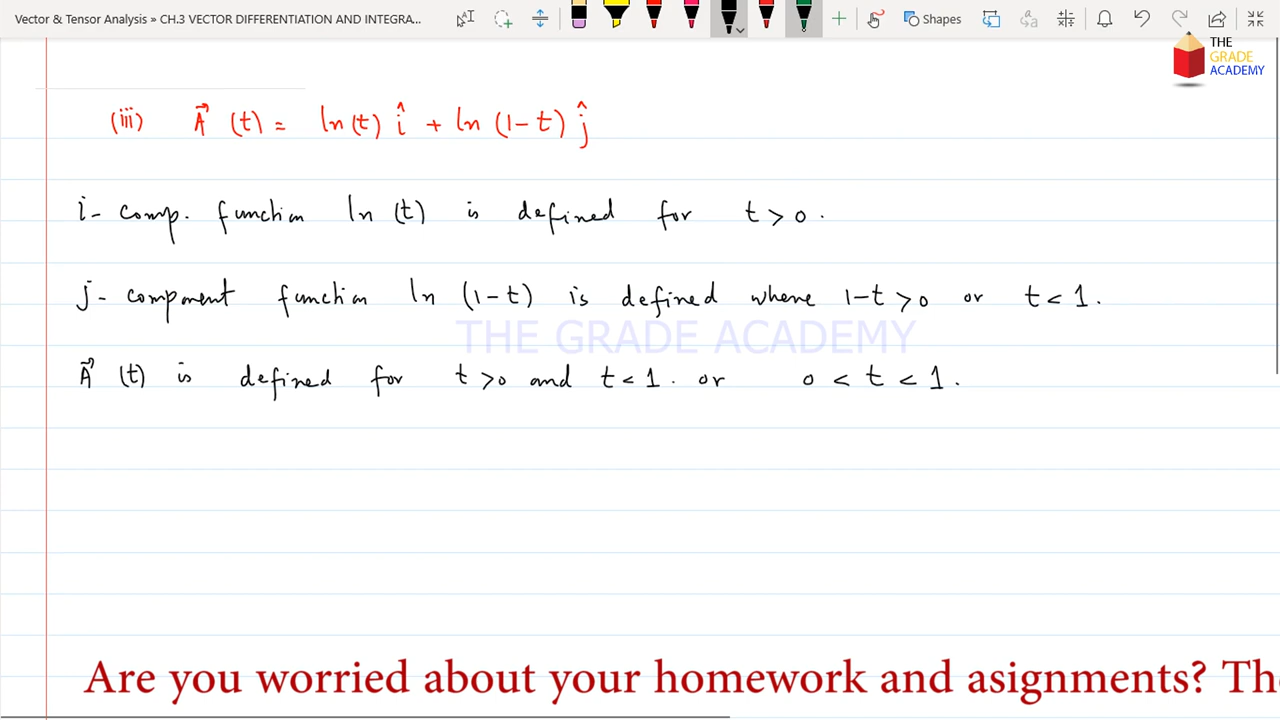 Vector & Tensor Analysis » CH.3 VECTOR DIFFERENTIATION AND INTEGRA...
Shapes
THE
GRADE
ACADEMY
(iii) A⃗ (t) = ln(t) î + ln (1-t) ĵ
i- comp. function ln (t) is defined for t > 0.
j- component function ln (1-t) is defined where 1-t > 0 or t < 1.
THE GRADE ACADEMY
A⃗ (t) is defined for t > 0 and t < 1. or 0 < t < 1.
Are you worried about your homework and asignments? The